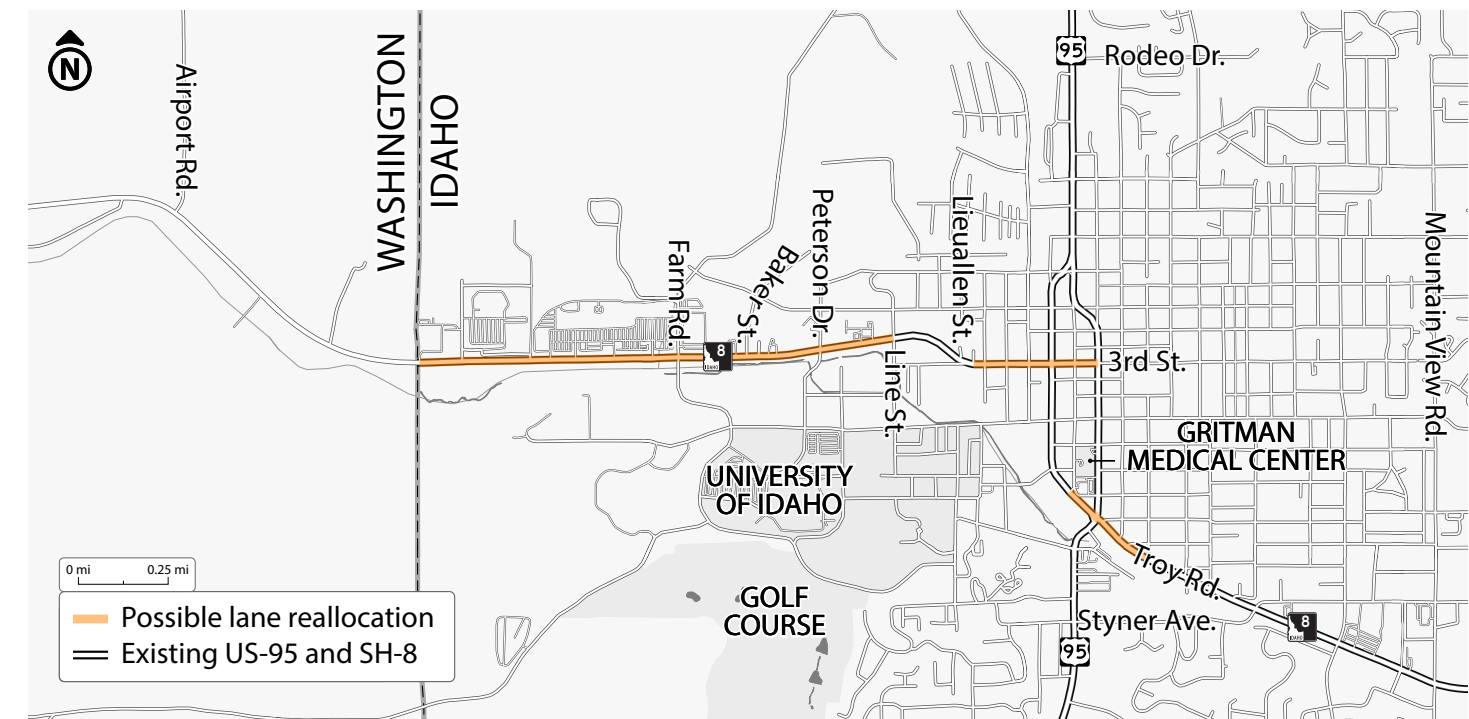 N
Airport Rd.
WASHINGTON
IDAHO
95
Rodeo Dr.
Farm Rd.
Baker St.
Peterson Dr.
Lieuallen St.
Mountain View Rd.
8
IDAHO
Line St.
3rd St.
GRITMAN
MEDICAL CENTER
UNIVERSITY
OF IDAHO
Troy Rd.
GOLF
COURSE
Styner Ave.
8
IDAHO
95
0 mi 0.25 mi
Possible lane reallocation
Existing US-95 and SH-8